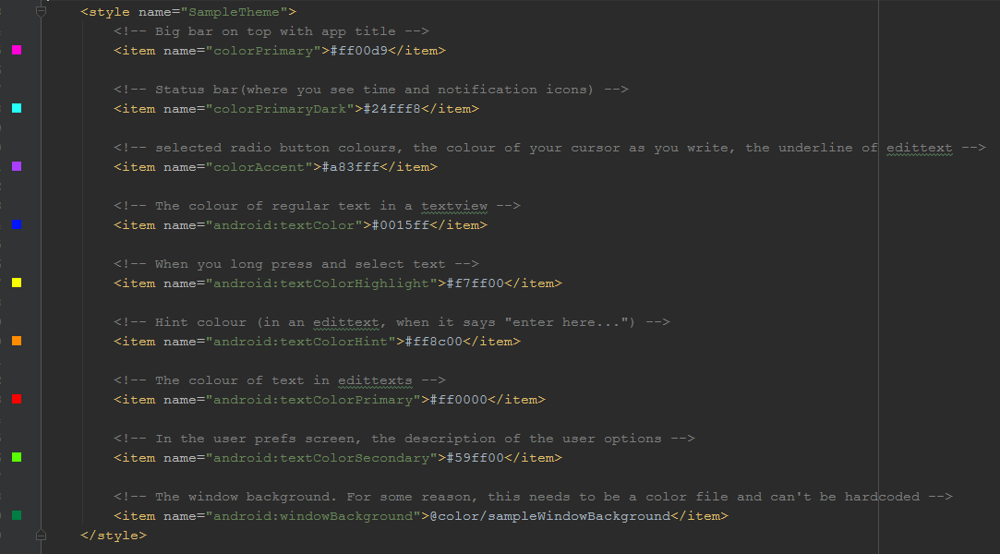 <style name="SampleTheme">
<!-- Big bar on top with app title -->
<item name="colorPrimary">#ff00d9</item>
<!-- Status bar(where you see time and notification icons) -->
<item name="colorPrimaryDark">#24fff8</item>
<!-- selected radio button colours, the colour of your cursor as you write, the underline of edittext -->
<item name="colorAccent">#a83fff</item>
<!-- The colour of regular text in a textview -->
<item name="android:textColor">#0015ff</item>
<!-- When you long press and select text -->
<item name="android:textColorHighlight">#f7ff00</item>
<!-- Hint colour (in an edittext, when it says "enter here...") -->
<item name="android:textColorHint">#ff8c00</item>
<!-- The colour of text in edittexts -->
<item name="android:textColorPrimary">#ff0000</item>
<!-- In the user prefs screen, the description of the user options -->
<item name="android:textColorSecondary">#59ff00</item>
<!-- The window background. For some reason, this needs to be a color file and can't be hardcoded -->
<item name="android:windowBackground">@color/sampleWindowBackground</item>
</style>